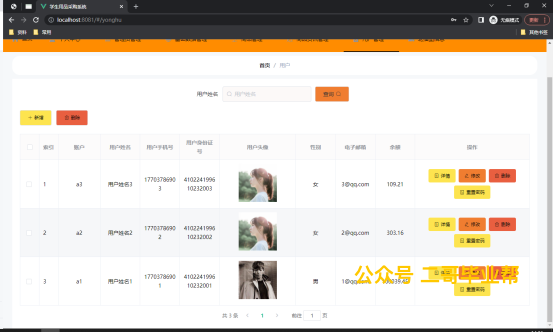 学生用品采购系统
localhost:8081/#/yonghu
无痕模式
更新
资料
常用
其他书签
首页 / 用户
用户姓名
用户姓名
查询
+ 新增
删除
索引 账户 用户姓名 用户手机号 用户身份证号 用户头像 性别 电子邮箱 余额 操作
1 a3 用户姓名3 17703786903 410224199610232003 女 3@qq.com 109.21 详情 修改 删除 重置密码
2 a2 用户姓名2 17703786902 410224199610232002 女 2@qq.com 303.16 详情 修改 删除 重置密码
3 a1 用户姓名1 17703786901 410224199610232001 男 重置密码
公众号 二哥毕业帮
共 3 条 1 前往 1 页